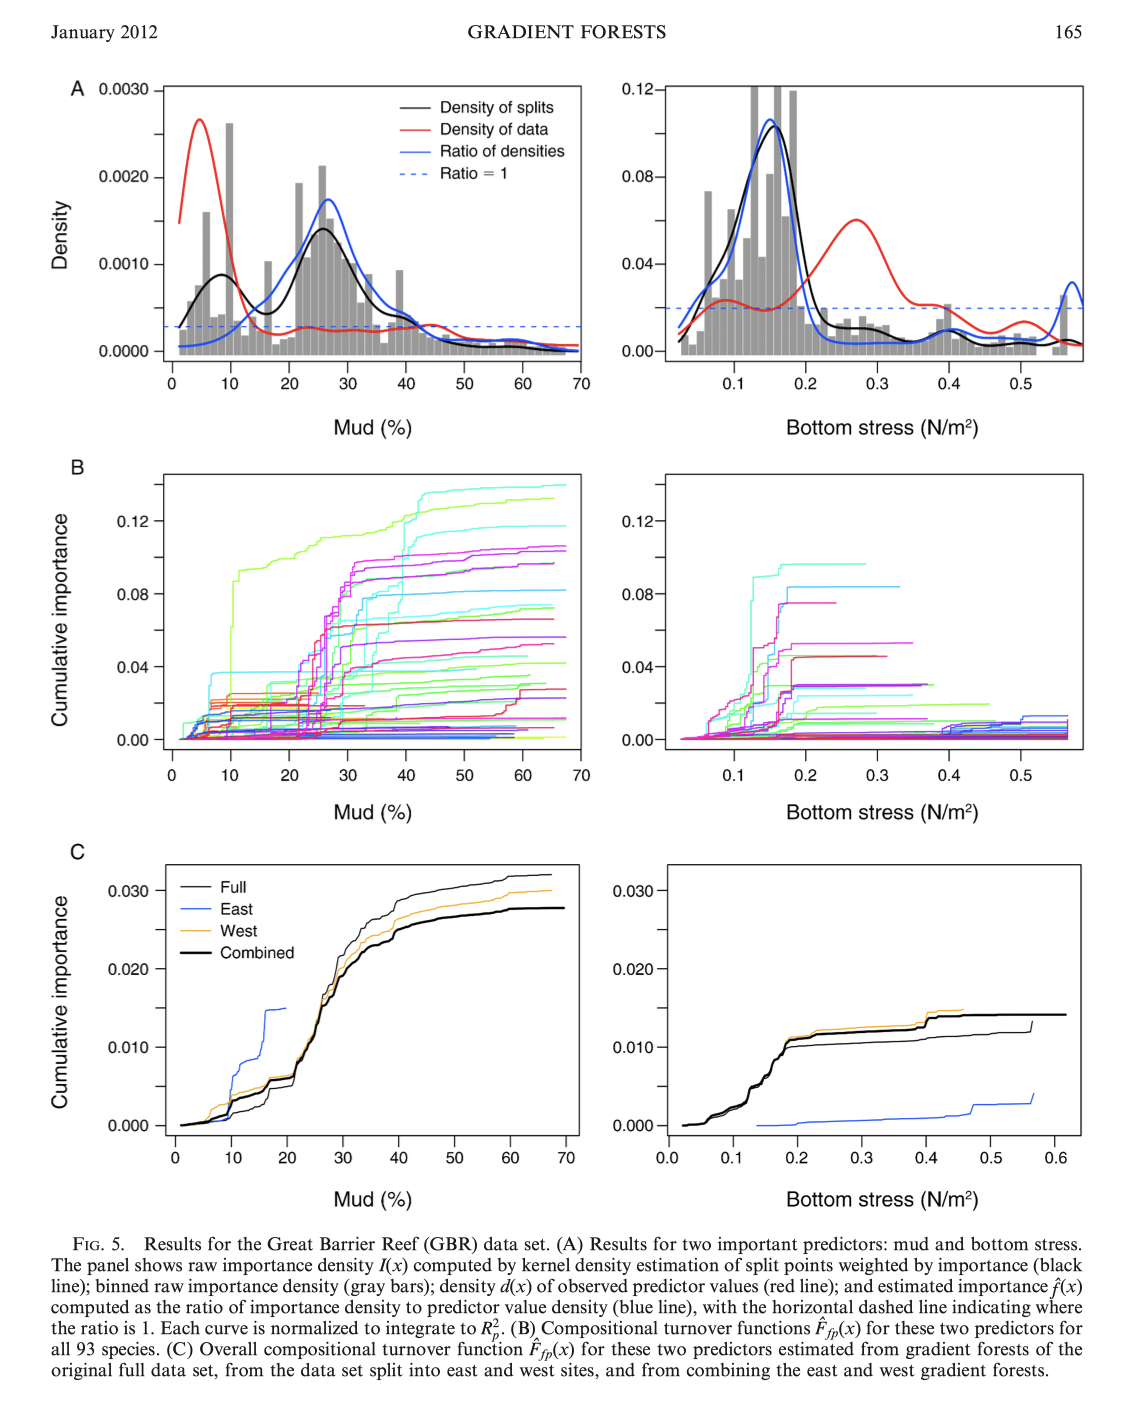 January 2012
GRADIENT FORESTS
165
A
0.0030
0.0020
0.0010
0.0000
Density
Density of splits
Density of data
Ratio of densities
Ratio = 1
0 10 20 30 40 50 60 70
Mud (%)
0.12
0.08
0.04
0.00
0.1 0.2 0.3 0.4 0.5
Bottom stress (N/m²)
B
0.12
0.08
0.04
0.00
Cumulative importance
0 10 20 30 40 50 60 70
Mud (%)
0.12
0.08
0.04
0.00
0.1 0.2 0.3 0.4 0.5
Bottom stress (N/m²)
C
0.030
0.020
0.010
0.000
Cumulative importance
Full
East
West
Combined
0 10 20 30 40 50 60 70
Mud (%)
0.030
0.020
0.010
0.000
0.0 0.1 0.2 0.3 0.4 0.5 0.6
Bottom stress (N/m²)
FIG. 5. Results for the Great Barrier Reef (GBR) data set. (A) Results for two important predictors: mud and bottom stress.
The panel shows raw importance density I(x) computed by kernel density estimation of split points weighted by importance (black
line); binned raw importance density (gray bars); density d(x) of observed predictor values (red line); and estimated importance f̂(x)
computed as the ratio of importance density to predictor value density (blue line), with the horizontal dashed line indicating where
the ratio is 1. Each curve is normalized to integrate to R²p. (B) Compositional turnover functions F̂fp(x) for these two predictors for
all 93 species. (C) Overall compositional turnover function F̂fp(x) for these two predictors estimated from gradient forests of the
original full data set, from the data set split into east and west sites, and from combining the east and west gradient forests.